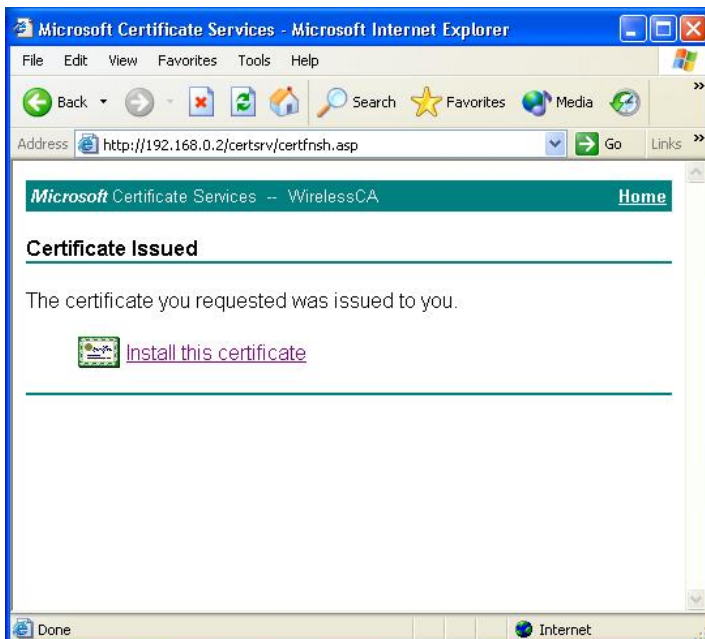 Microsoft Certificate Services - Microsoft Internet Explorer
File Edit View Favorites Tools Help
Back Search Favorites Media »
Address http://192.168.0.2/certsrv/certfnsh.asp Go Links »
Microsoft Certificate Services -- WirelessCA Home
Certificate Issued
The certificate you requested was issued to you.
Install this certificate
Done Internet